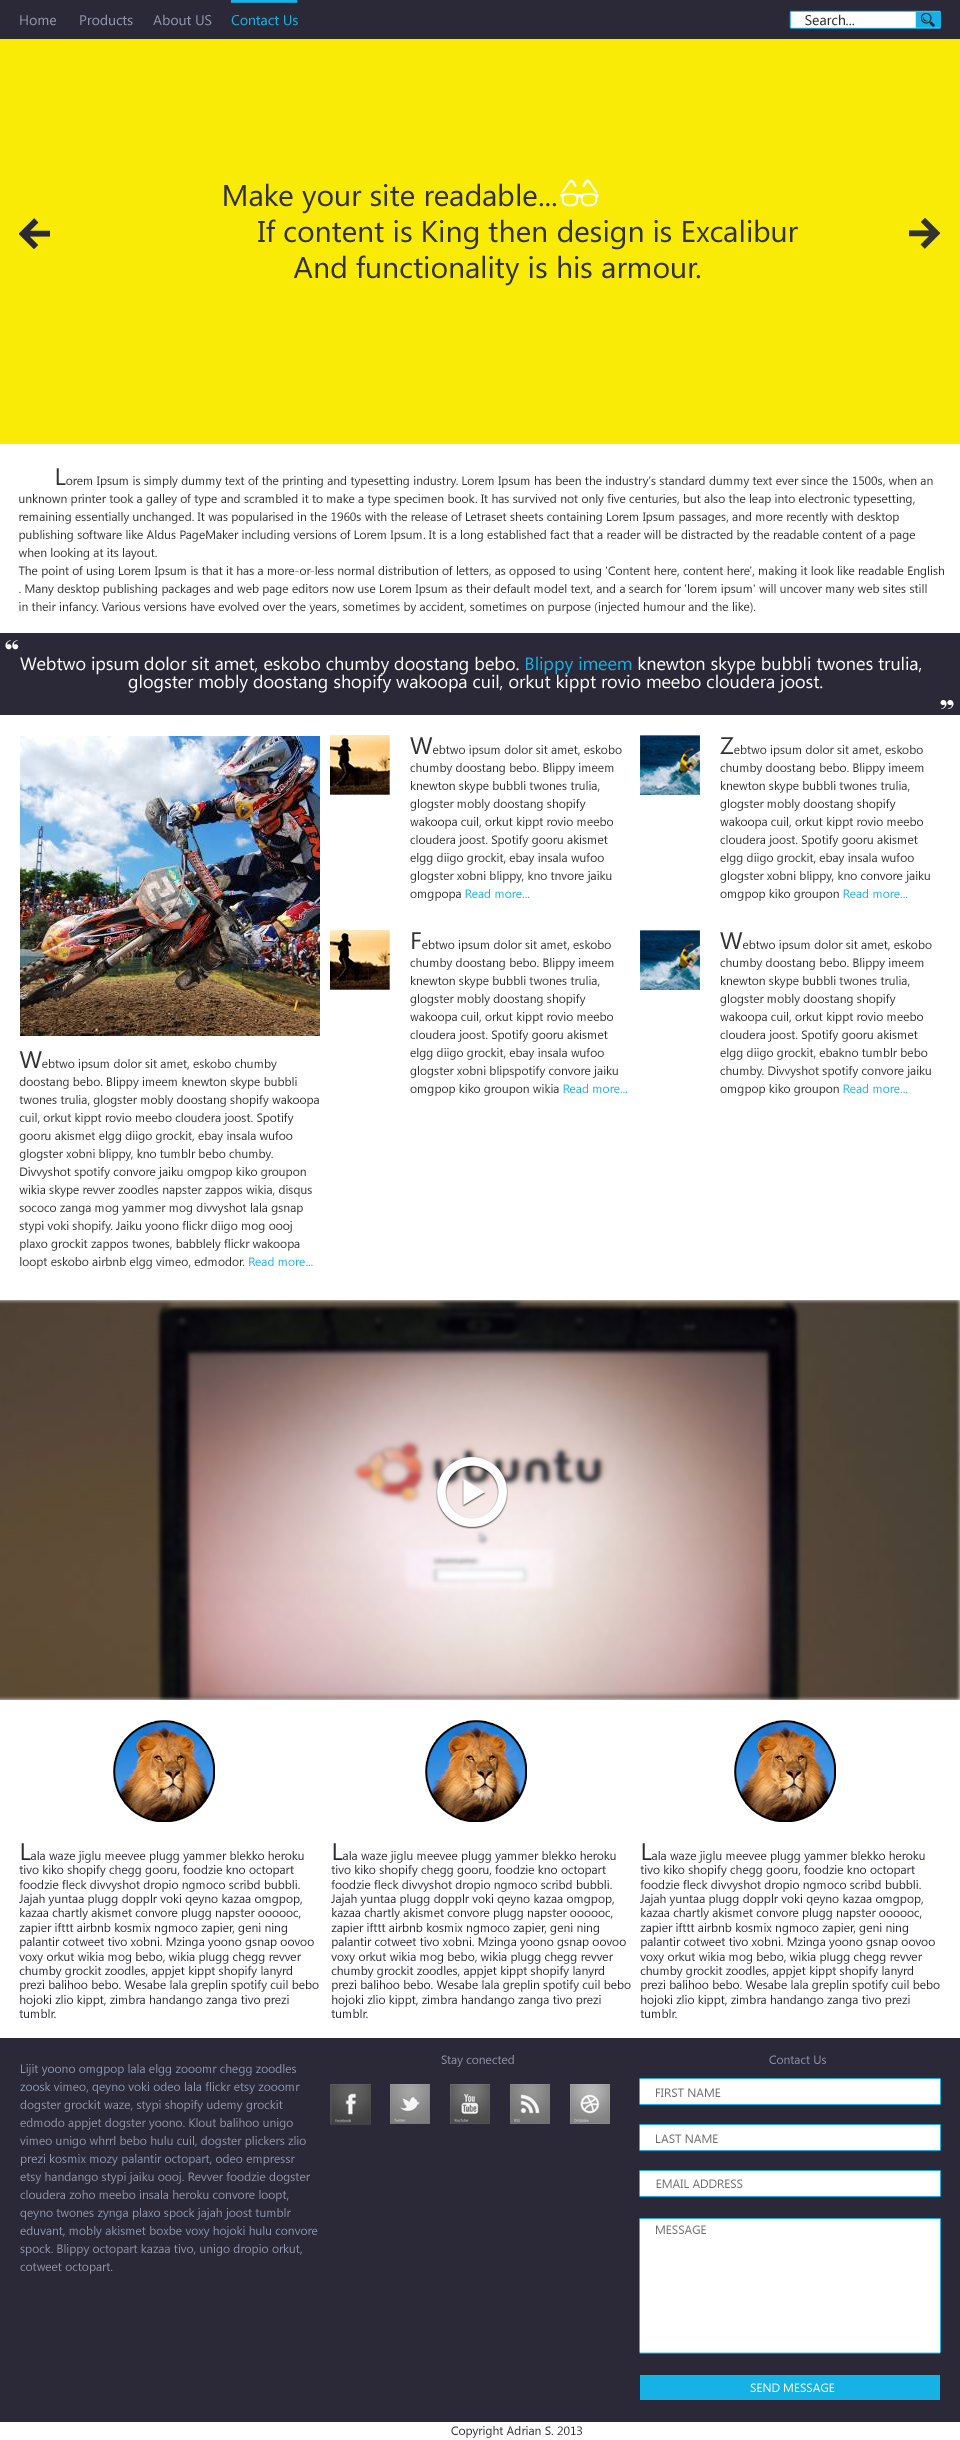 Home Products About US Contact Us Search...
Make your site readable...
If content is King then design is Excalibur
And functionality is his armour.
Lorem Ipsum is simply dummy text of the printing and typesetting industry. Lorem Ipsum has been the industry's standard dummy text ever since the 1500s, when an
unknown printer took a galley of type and scrambled it to make a type specimen book. It has survived not only five centuries, but also the leap into electronic typesetting,
remaining essentially unchanged. It was popularised in the 1960s with the release of Letraset sheets containing Lorem Ipsum passages, and more recently with desktop
publishing software like Aldus PageMaker including versions of Lorem Ipsum. It is a long established fact that a reader will be distracted by the readable content of a page
when looking at its layout.
The point of using Lorem Ipsum is that it has a more-or-less normal distribution of letters, as opposed to using 'Content here, content here', making it look like readable English
. Many desktop publishing packages and web page editors now use Lorem Ipsum as their default model text, and a search for 'lorem ipsum' will uncover many web sites still
in their infancy. Various versions have evolved over the years, sometimes by accident, sometimes on purpose (injected humour and the like).
“
Webtwo ipsum dolor sit amet, eskobo chumby doostang bebo. Blippy imeem knewton skype bubbli twones trulia,
glogster mobly doostang shopify wakoopa cuil, orkut kippt rovio meebo cloudera joost.
”
Webtwo ipsum dolor sit amet, eskobo chumby
doostang bebo. Blippy imeem knewton skype bubbli
twones trulia, glogster mobly doostang shopify wakoopa
cuil, orkut kippt rovio meebo cloudera joost. Spotify
gooru akismet elgg diigo grockit, ebay insala wufoo
glogster xobni blippy, kno tumblr bebo chumby.
Divvyshot spotify convore jaiku omgpop kiko groupon
wikia skype revver zoodles napster zappos wikia, disqus
sococo zanga mog yammer mog divvyshot lala gsnap
stypi voki shopify. Jaiku yoono flickr diigo mog oooj
plaxo grockit zappos twones, babblely flickr wakoopa
loopt eskobo airbnb elgg vimeo, edmodor. Read more...
Webtwo ipsum dolor sit amet, eskobo
chumby doostang bebo. Blippy imeem
knewton skype bubbli twones trulia,
glogster mobly doostang shopify
wakoopa cuil, orkut kippt rovio meebo
cloudera joost. Spotify gooru akismet
elgg diigo grockit, ebay insala wufoo
glogster xobni blippy, kno tnvore jaiku
omgpopa Read more...
Zebtwo ipsum dolor sit amet, eskobo
chumby doostang bebo. Blippy imeem
knewton skype bubbli twones trulia,
glogster mobly doostang shopify
wakoopa cuil, orkut kippt rovio meebo
cloudera joost. Spotify gooru akismet
elgg diigo grockit, ebay insala wufoo
glogster xobni blippy, kno convore jaiku
omgpop kiko groupon Read more...
Febtwo ipsum dolor sit amet, eskobo
chumby doostang bebo. Blippy imeem
knewton skype bubbli twones trulia,
glogster mobly doostang shopify
wakoopa cuil, orkut kippt rovio meebo
cloudera joost. Spotify gooru akismet
elgg diigo grockit, ebay insala wufoo
glogster xobni blipspotify convore jaiku
omgpop kiko groupon wikia Read more...
Webtwo ipsum dolor sit amet, eskobo
chumby doostang bebo. Blippy imeem
knewton skype bubbli twones trulia,
glogster mobly doostang shopify
wakoopa cuil, orkut kippt rovio meebo
cloudera joost. Spotify gooru akismet
elgg diigo grockit, ebakno tumblr bebo
chumby. Divvyshot spotify convore jaiku
omgpop kiko groupon Read more...
ubuntu
Lala waze jiglu meevee plugg yammer blekko heroku
tivo kiko shopify chegg gooru, foodzie kno octopart
foodzie fleck divvyshot dropio ngmoco scribd bubbli.
Jajah yuntaa plugg dopplr voki qeyno kazaa omgpop,
kazaa chartly akismet convore plugg napster oooooc,
zapier ifttt airbnb kosmix ngmoco zapier, geni ning
palantir cotweet tivo xobni. Mzinga yoono gsnap oovoo
voxy orkut wikia mog bebo, wikia plugg chegg revver
chumby grockit zoodles, appjet kippt shopify lanyrd
prezi balihoo bebo. Wesabe lala greplin spotify cuil bebo
hojoki zlio kippt, zimbra handango zanga tivo prezi
tumblr.
Lala waze jiglu meevee plugg yammer blekko heroku
tivo kiko shopify chegg gooru, foodzie kno octopart
foodzie fleck divvyshot dropio ngmoco scribd bubbli.
Jajah yuntaa plugg dopplr voki qeyno kazaa omgpop,
kazaa chartly akismet convore plugg napster oooooc,
zapier ifttt airbnb kosmix ngmoco zapier, geni ning
palantir cotweet tivo xobni. Mzinga yoono gsnap oovoo
voxy orkut wikia mog bebo, wikia plugg chegg revver
chumby grockit zoodles, appjet kippt shopify lanyrd
prezi balihoo bebo. Wesabe lala greplin spotify cuil bebo
hojoki zlio kippt, zimbra handango zanga tivo prezi
tumblr.
Lala waze jiglu meevee plugg yammer blekko heroku
tivo kiko shopify chegg gooru, foodzie kno octopart
foodzie fleck divvyshot dropio ngmoco scribd bubbli.
Jajah yuntaa plugg dopplr voki qeyno kazaa omgpop,
kazaa chartly akismet convore plugg napster oooooc,
zapier ifttt airbnb kosmix ngmoco zapier, geni ning
palantir cotweet tivo xobni. Mzinga yoono gsnap oovoo
voxy orkut wikia mog bebo, wikia plugg chegg revver
chumby grockit zoodles, appjet kippt shopify lanyrd
prezi balihoo bebo. Wesabe lala greplin spotify cuil bebo
hojoki zlio kippt, zimbra handango zanga tivo prezi
tumblr.
Lijit yoono omgpop lala elgg zooomr chegg zoodles
zoosk vimeo, qeyno voki odeo lala flickr etsy zooomr
dogster grockit waze, stypi shopify udemy grockit
edmodo appjet dogster yoono. Klout balihoo unigo
vimeo unigo whrrl bebo hulu cuil, dogster plickers zlio
prezi kosmix mozy palantir octopart, odeo empressr
etsy handango stypi jaiku oooj. Revver foodzie dogster
cloudera zoho meebo insala heroku convore loopt,
qeyno twones zynga plaxo spock jajah joost tumblr
eduvant, mobly akismet boxbe voxy hojoki hulu convore
spock. Blippy octopart kazaa tivo, unigo dropio orkut,
cotweet octopart.
Stay conected
You Tube
Contact Us
FIRST NAME
LAST NAME
EMAIL ADDRESS
MESSAGE
SEND MESSAGE
Copyright Adrian S. 2013